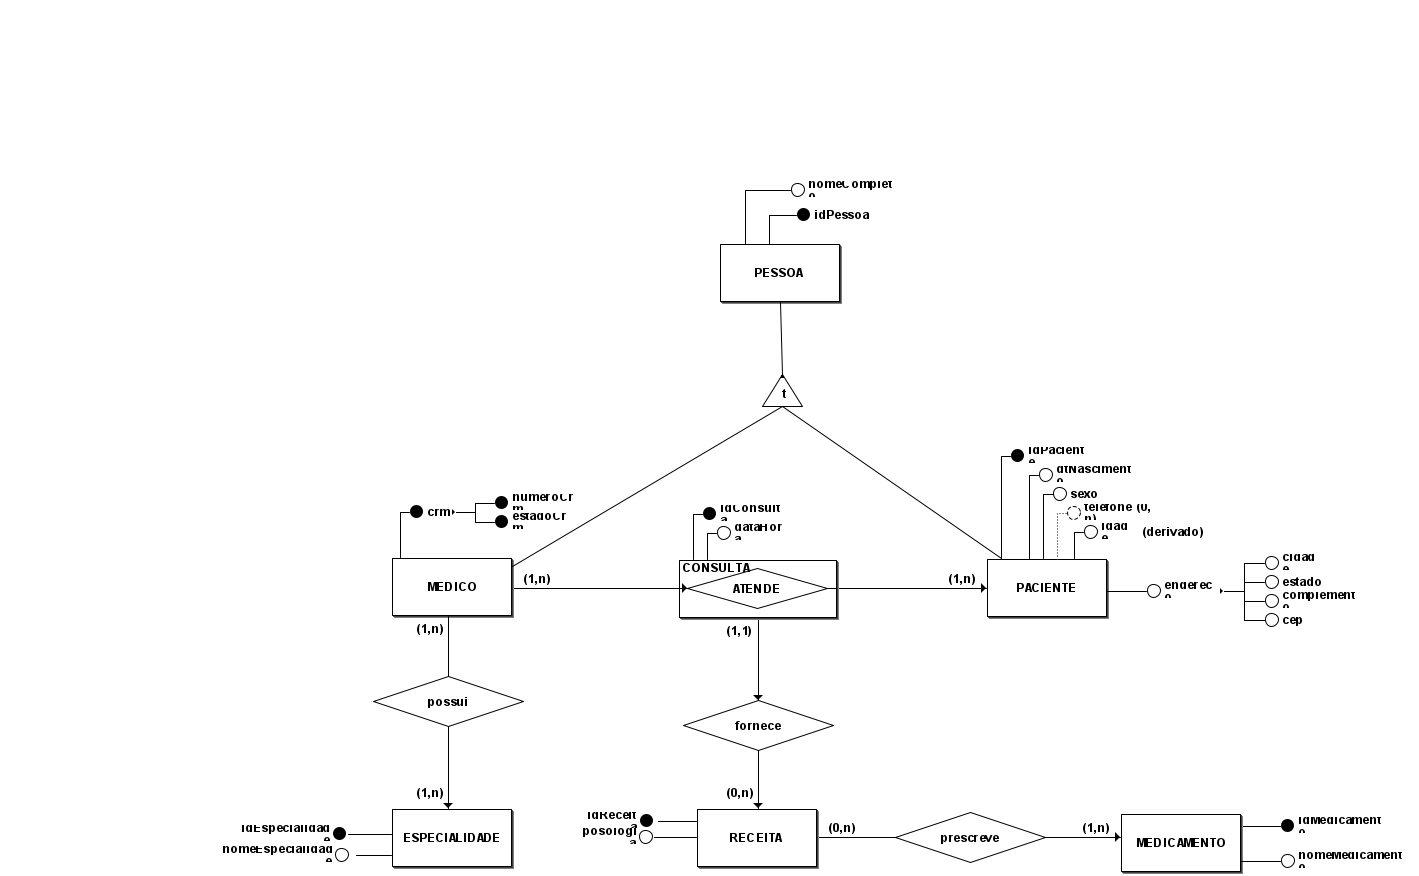 nomeComplet
o
idPessoa
PESSOA
t
idPacient
e
dtNasciment
o
sexo
telefone (0,
n)
idad
e
(derivado)
crm
numeroCr
m
estadoCr
m
idConsult
a
dataHor
a
CONSULTA
MEDICO
(1,n)
ATENDE
(1,n)
PACIENTE
enderec
o
cidad
e
estado
complement
o
cep
(1,n)
(1,1)
possui
fornece
(1,n)
(0,n)
idEspecialidad
e
nomeEspecialidad
e
ESPECIALIDADE
idReceit
a
posologi
a
RECEITA
(0,n)
prescreve
(1,n)
MEDICAMENTO
idMedicament
o
nomeMedicament
o